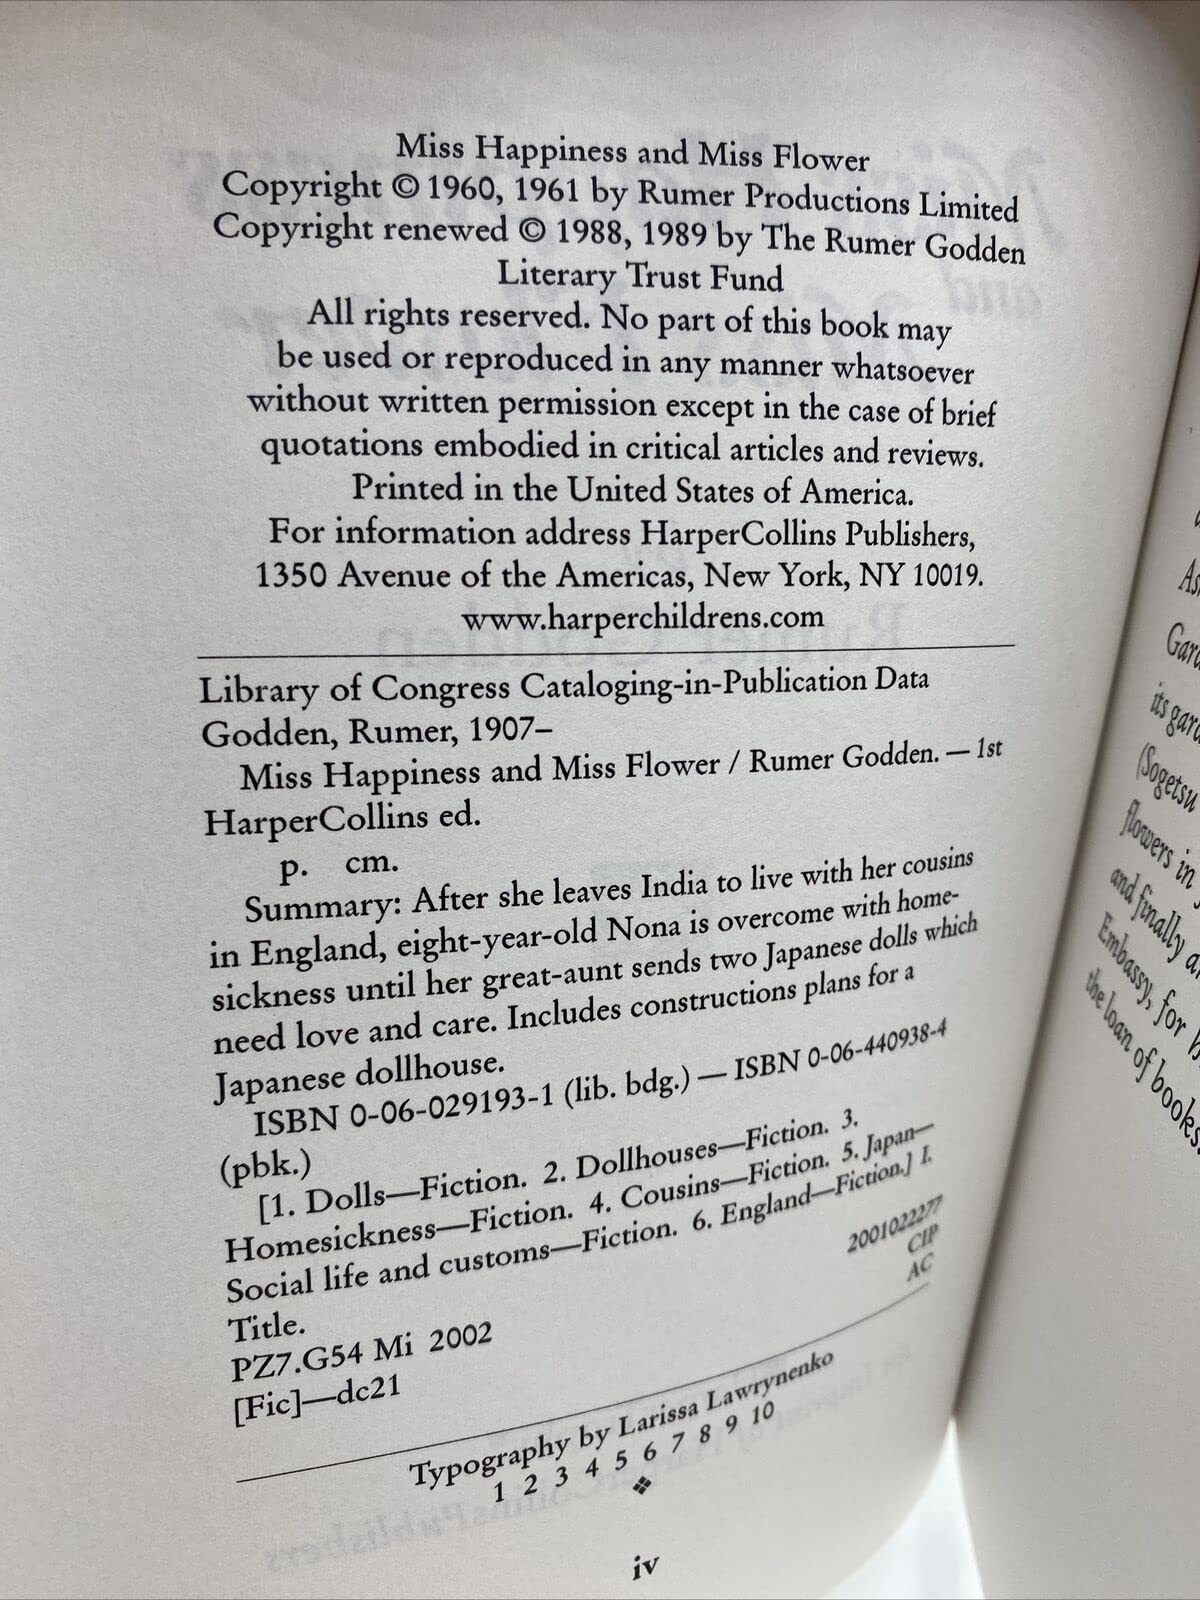 Miss Happiness and Miss Flower
Copyright © 1960, 1961 by Rumer Productions Limited
Copyright renewed © 1988, 1989 by The Rumer Godden
Literary Trust Fund
All rights reserved. No part of this book may
be used or reproduced in any manner whatsoever
without written permission except in the case of brief
quotations embodied in critical articles and reviews.
Printed in the United States of America.
For information address HarperCollins Publishers,
1350 Avenue of the Americas, New York, NY 10019.
www.harperchildrens.com
Library of Congress Cataloging-in-Publication Data
Godden, Rumer, 1907–
Miss Happiness and Miss Flower / Rumer Godden. — 1st
HarperCollins ed.
p. cm.
Summary: After she leaves India to live with her cousins
in England, eight-year-old Nona is overcome with home-
sickness until her great-aunt sends two Japanese dolls which
need love and care. Includes constructions plans for a
Japanese dollhouse.
ISBN 0-06-029193-1 (lib. bdg.) — ISBN 0-06-440938-4
(pbk.)
[1. Dolls—Fiction. 2. Dollhouses—Fiction. 3.
Homesickness—Fiction. 4. Cousins—Fiction. 5. Japan—
Social life and customs—Fiction. 6. England—Fiction.] I.
Title.
PZ7.G54 Mi 2002
2001022277
[Fic]—dc21
CIP
AC
Typography by Larissa Lawrynenko
1 2 3 4 5 6 7 8 9 10
❖
iv
its
(Sogetsu
flowers in
and finally
Embassy, for
the loan of books